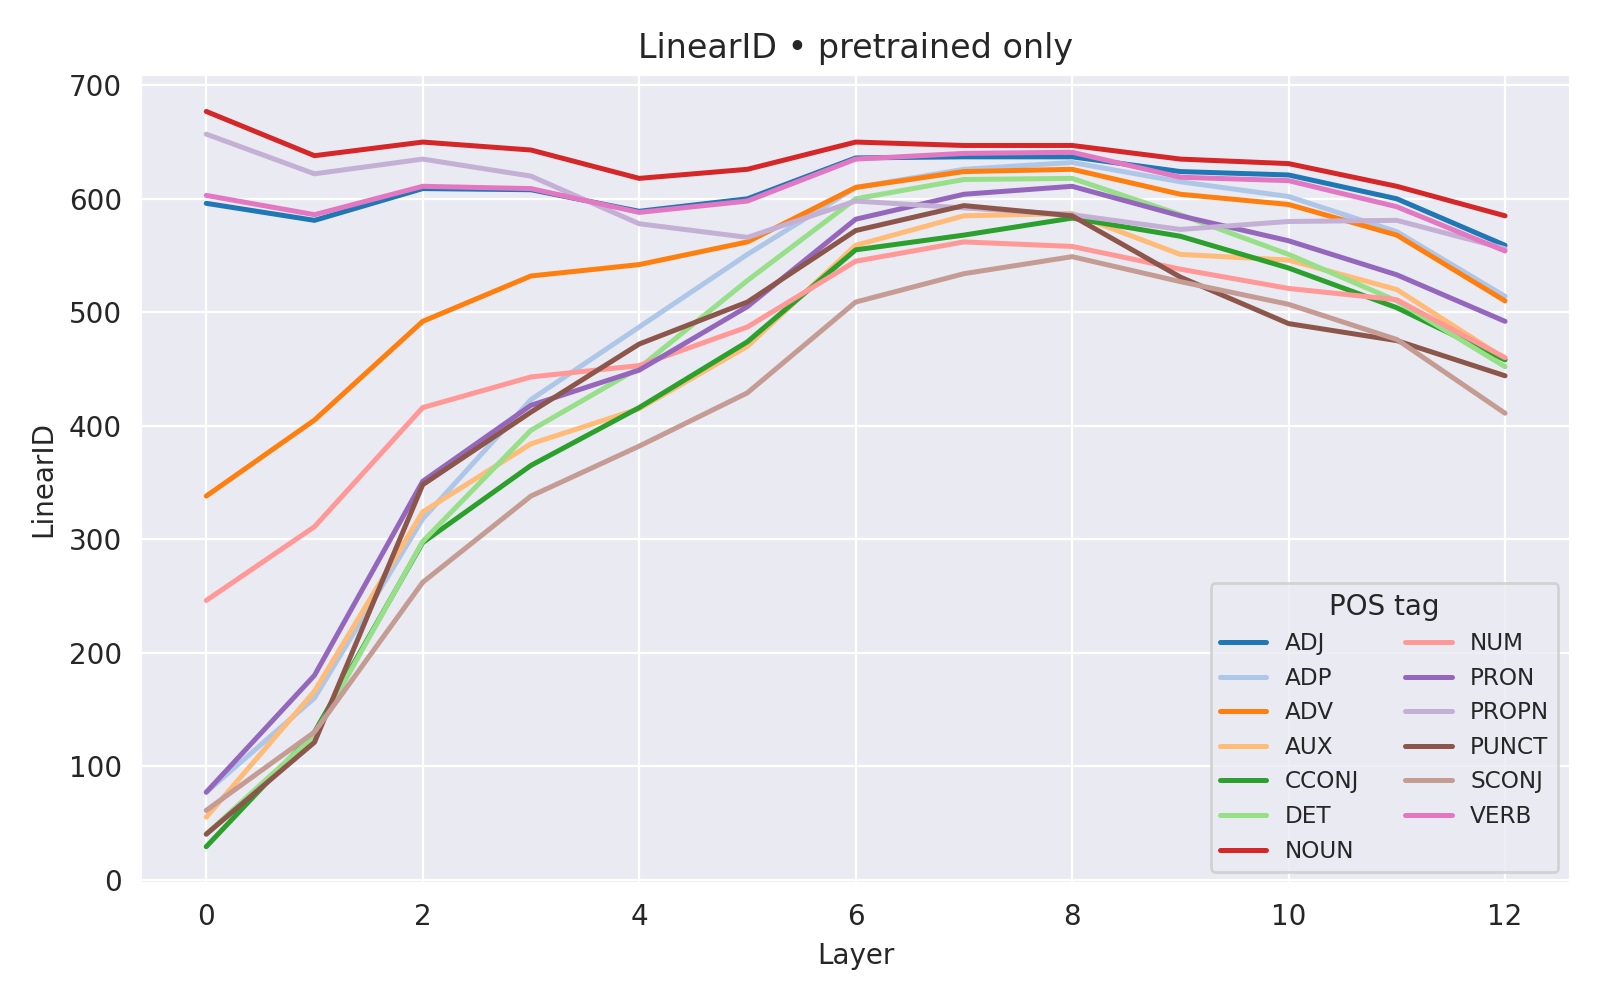 LinearID • pretrained only
700
600
500
400
300
200
100
0
LinearID
0 2 4 6 8 10 12
Layer
POS tag
ADJ NUM
ADP PRON
ADV PROPN
AUX PUNCT
CCONJ SCONJ
DET VERB
NOUN